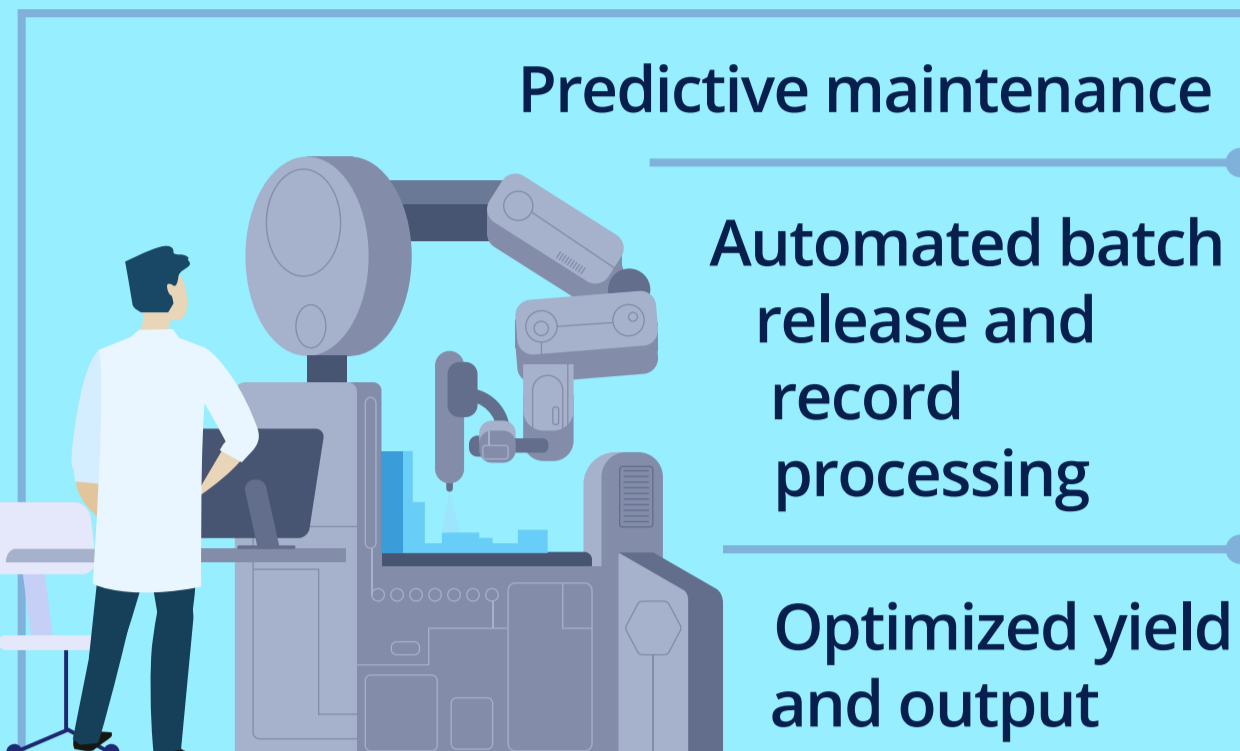 Predictive maintenance
Automated batch
release and
record
processing
Optimized yield
and output